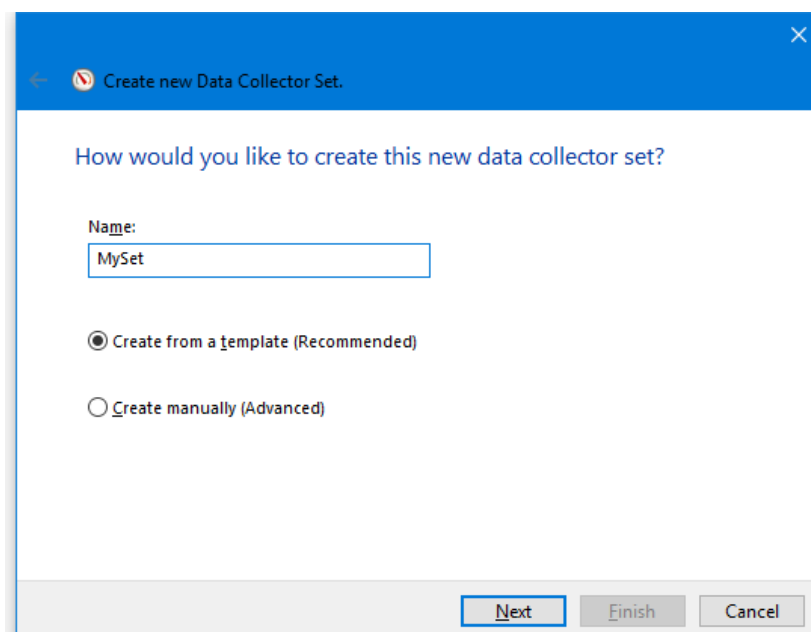 Create new Data Collector Set.
How would you like to create this new data collector set?
Name:
MySet
Create from a template (Recommended)
Create manually (Advanced)
Next Finish Cancel